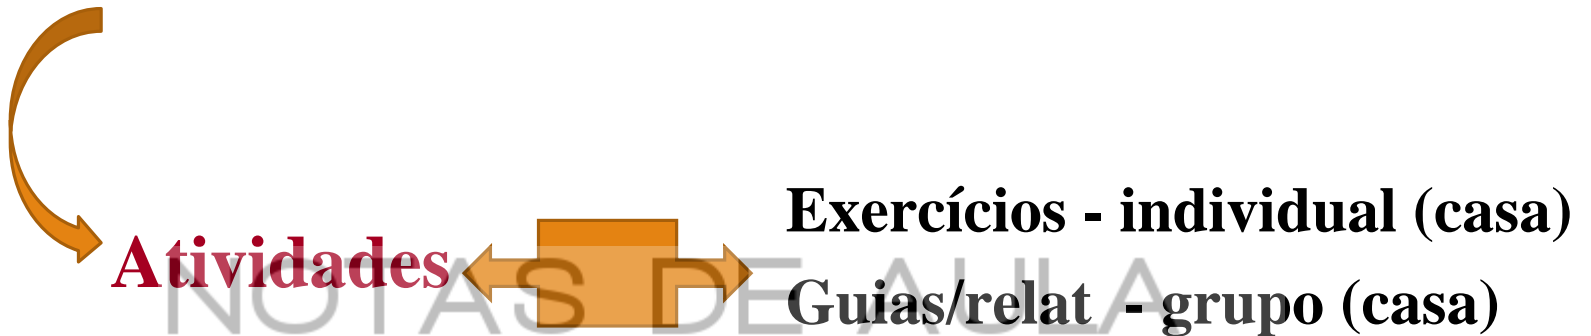 Exercícios - individual (casa)
Atividades
Guias/relat - grupo (casa)
NOTAS DE AULA